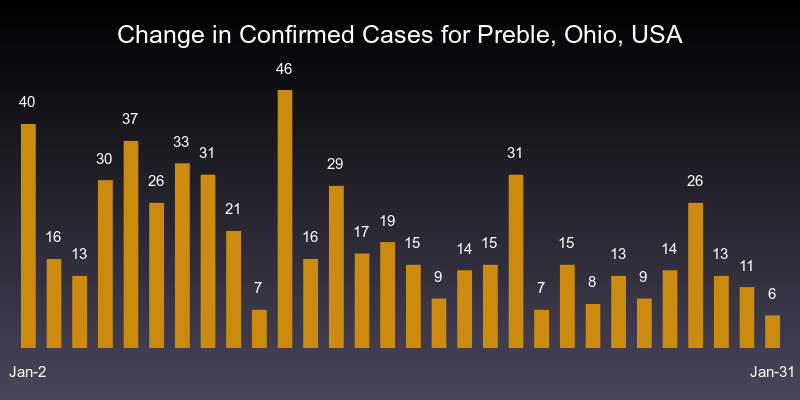 Change in Confirmed Cases for Preble, Ohio, USA
40 16 13 30 37 26 33 31 21 7 46 16 29 17 19 15 9 14 15 31 7 15 8 13 9 14 26 13 11 6
Jan-2 Jan-31